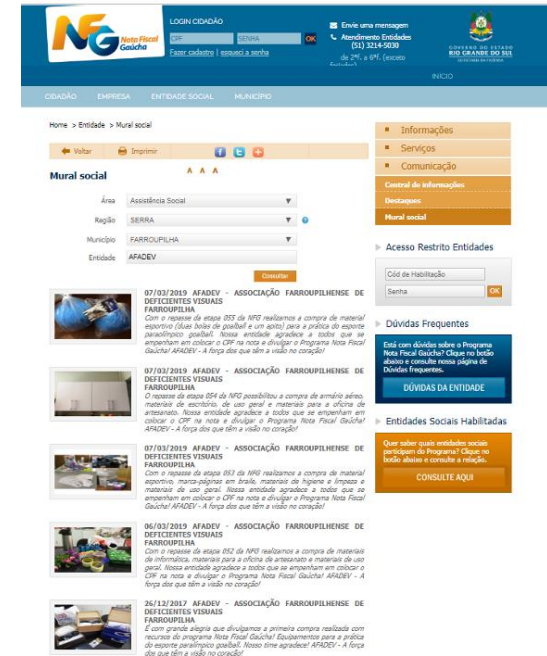 NFG Nota Fiscal
Gaúcha
LOGIN CIDADÃO
CPF SENHA OK
Fazer cadastro | esqueci a senha
Envie uma mensagem
Atendimento Entidades
(51) 3214-5030
de 2ªf. a 6ªf. (exceto
GOVERNO DO ESTADO
RIO GRANDE DO SUL
INÍCIO
CIDADÃO EMPRESA ENTIDADE SOCIAL MUNICÍPIO
Home > Entidade > Mural social
Voltar Imprimir
Mural social
A A A
Área Assistência Social
Região SERRA
Município FARROUPILHA
Entidade AFADEV
Consultar
07/03/2019 AFADEV - ASSOCIAÇÃO FARROUPILHENSE DE
DEFICIENTES VISUAIS
FARROUPILHA
Com o repasse da etapa 055 da NFG realizamos a compra de material
esportivo (duas bolas de goalball e um apito) para a prática do esporte
paraolímpico goalball. Nossa entidade agradece a todos que se
empenham em colocar o CPF na nota e divulgar o Programa Nota Fiscal
Gaúcha! AFADEV - A força dos que têm a visão no coração!
07/03/2019 AFADEV - ASSOCIAÇÃO FARROUPILHENSE DE
DEFICIENTES VISUAIS
FARROUPILHA
O repasse da etapa 054 da NFG possibilitou a compra de armário aéreo,
materiais de escritório, de uso geral e materiais para a oficina de
artesanato. Nossa entidade agradece a todos que se empenham em
colocar o CPF na nota e divulgar o Programa Nota Fiscal Gaúcha!
AFADEV - A força dos que têm a visão no coração!
07/03/2019 AFADEV - ASSOCIAÇÃO FARROUPILHENSE DE
DEFICIENTES VISUAIS
FARROUPILHA
Com o repasse da etapa 053 da NFG realizamos a compra de material
esportivo, marca-páginas em braile, materiais de higiene e limpeza e
materiais de uso geral. Nossa entidade agradece a todos que se
empenham em colocar o CPF na nota e divulgar o Programa Nota Fiscal
Gaúcha! AFADEV - A força dos que têm a visão no coração!
06/03/2019 AFADEV - ASSOCIAÇÃO FARROUPILHENSE DE
DEFICIENTES VISUAIS
FARROUPILHA
Com o repasse da etapa 052 da NFG realizamos a compra de materiais
de informática, materiais para a oficina de artesanato e materiais de uso
geral. Nossa entidade agradece a todos que se empenham em colocar o
CPF na nota e divulgar o Programa Nota Fiscal Gaúcha! AFADEV - A
força dos que têm a visão no coração!
26/12/2017 AFADEV - ASSOCIAÇÃO FARROUPILHENSE DE
DEFICIENTES VISUAIS
FARROUPILHA
É com grande alegria que divulgamos a primeira compra realizada com
recursos do programa Nota Fiscal Gaúcha! Equipamentos para a prática
do esporte paraolímpico goalball. Nosso time agradece! AFADEV - A força
dos que têm a visão no coração!
Informações
Serviços
Comunicação
Central de informações
Destaques
Mural social
Acesso Restrito Entidades
Cód de Habilitação
Senha OK
Dúvidas Frequentes
Está com dúvidas sobre o Programa
Nota Fiscal Gaúcha? Clique no botão
abaixo e consulte nossa página de
Dúvidas frequentes.
DÚVIDAS DA ENTIDADE
Entidades Sociais Habilitadas
Quer saber quais entidades sociais
participam do Programa? Clique no
botão abaixo e consulte a relação.
CONSULTE AQUI